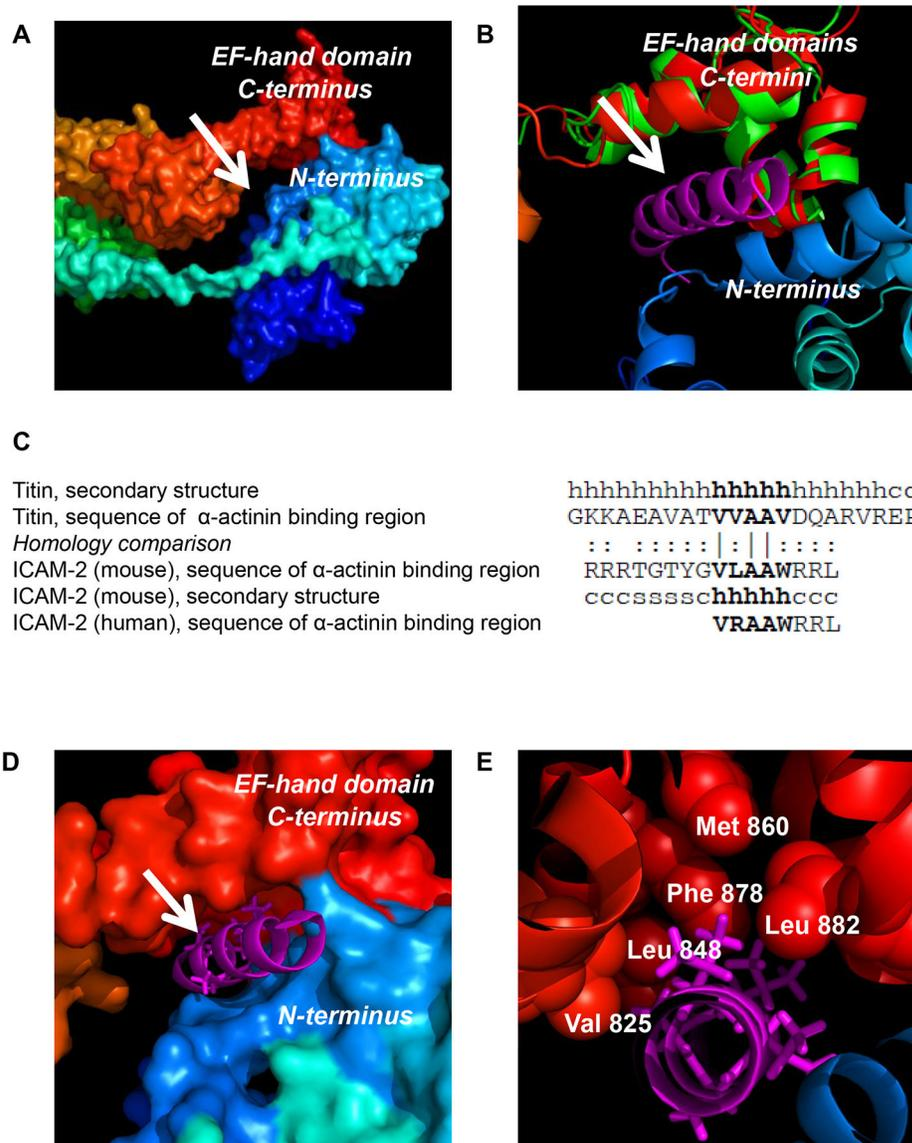 A
EF-hand domain
C-terminus
N-terminus
B
EF-hand domains
C-termini
N-terminus
C
Titin, secondary structure hhhhhhhhhhhhhhhhhhhhcc
Titin, sequence of α-actinin binding region GKKAEAVATVVAAVDQARVREP
Homology comparison :: :::::|:||::::
ICAM-2 (mouse), sequence of α-actinin binding region RRRTGTYGVLAAWRRL
ICAM-2 (mouse), secondary structure cccsssschhhhhccc
ICAM-2 (human), sequence of α-actinin binding region VRAAWRRL
D
EF-hand domain
C-terminus
N-terminus
E
Met 860
Phe 878
Leu 882
Leu 848
Val 825